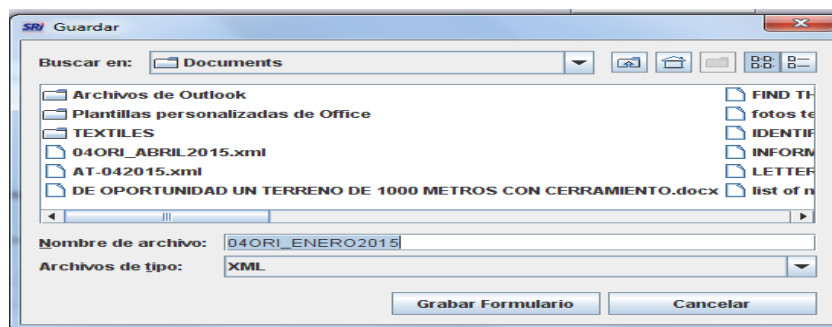 SRi Guardar
Buscar en: Documents
Archivos de Outlook
Plantillas personalizadas de Office
TEXTILES
04ORI_ABRIL2015.xml
AT-042015.xml
DE OPORTUNIDAD UN TERRENO DE 1000 METROS CON CERRAMIENTO.docx
FIND TH
fotos te
IDENTIF
INFORM
LETTER
list of n
Nombre de archivo: 04ORI_ENERO2015
Archivos de tipo: XML
Grabar Formulario Cancelar